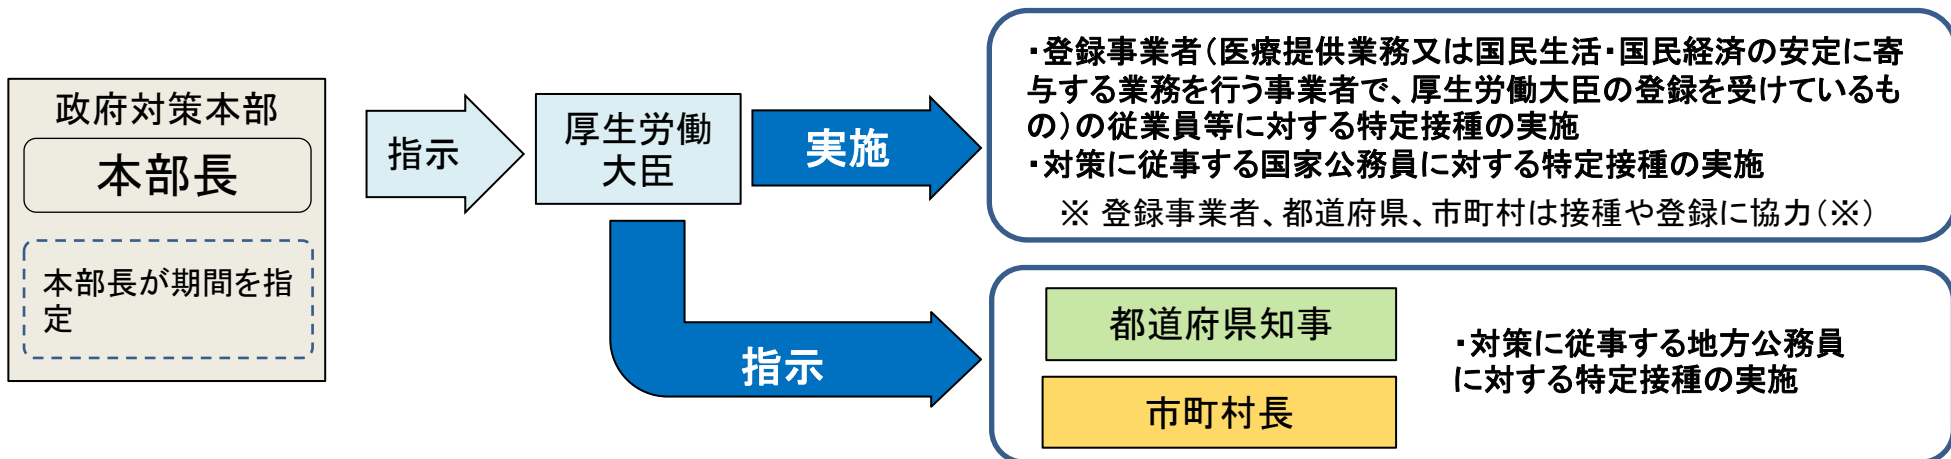 政府対策本部
本部長
本部長が期間を指
定
指示
厚生労働
大臣
実施
・登録事業者（医療提供業務又は国民生活・国民経済の安定に寄
与する業務を行う事業者で、厚生労働大臣の登録を受けているも
の）の従業員等に対する特定接種の実施
・対策に従事する国家公務員に対する特定接種の実施
※ 登録事業者、都道府県、市町村は接種や登録に協力（※）
指示
都道府県知事
市町村長
・対策に従事する地方公務員
に対する特定接種の実施